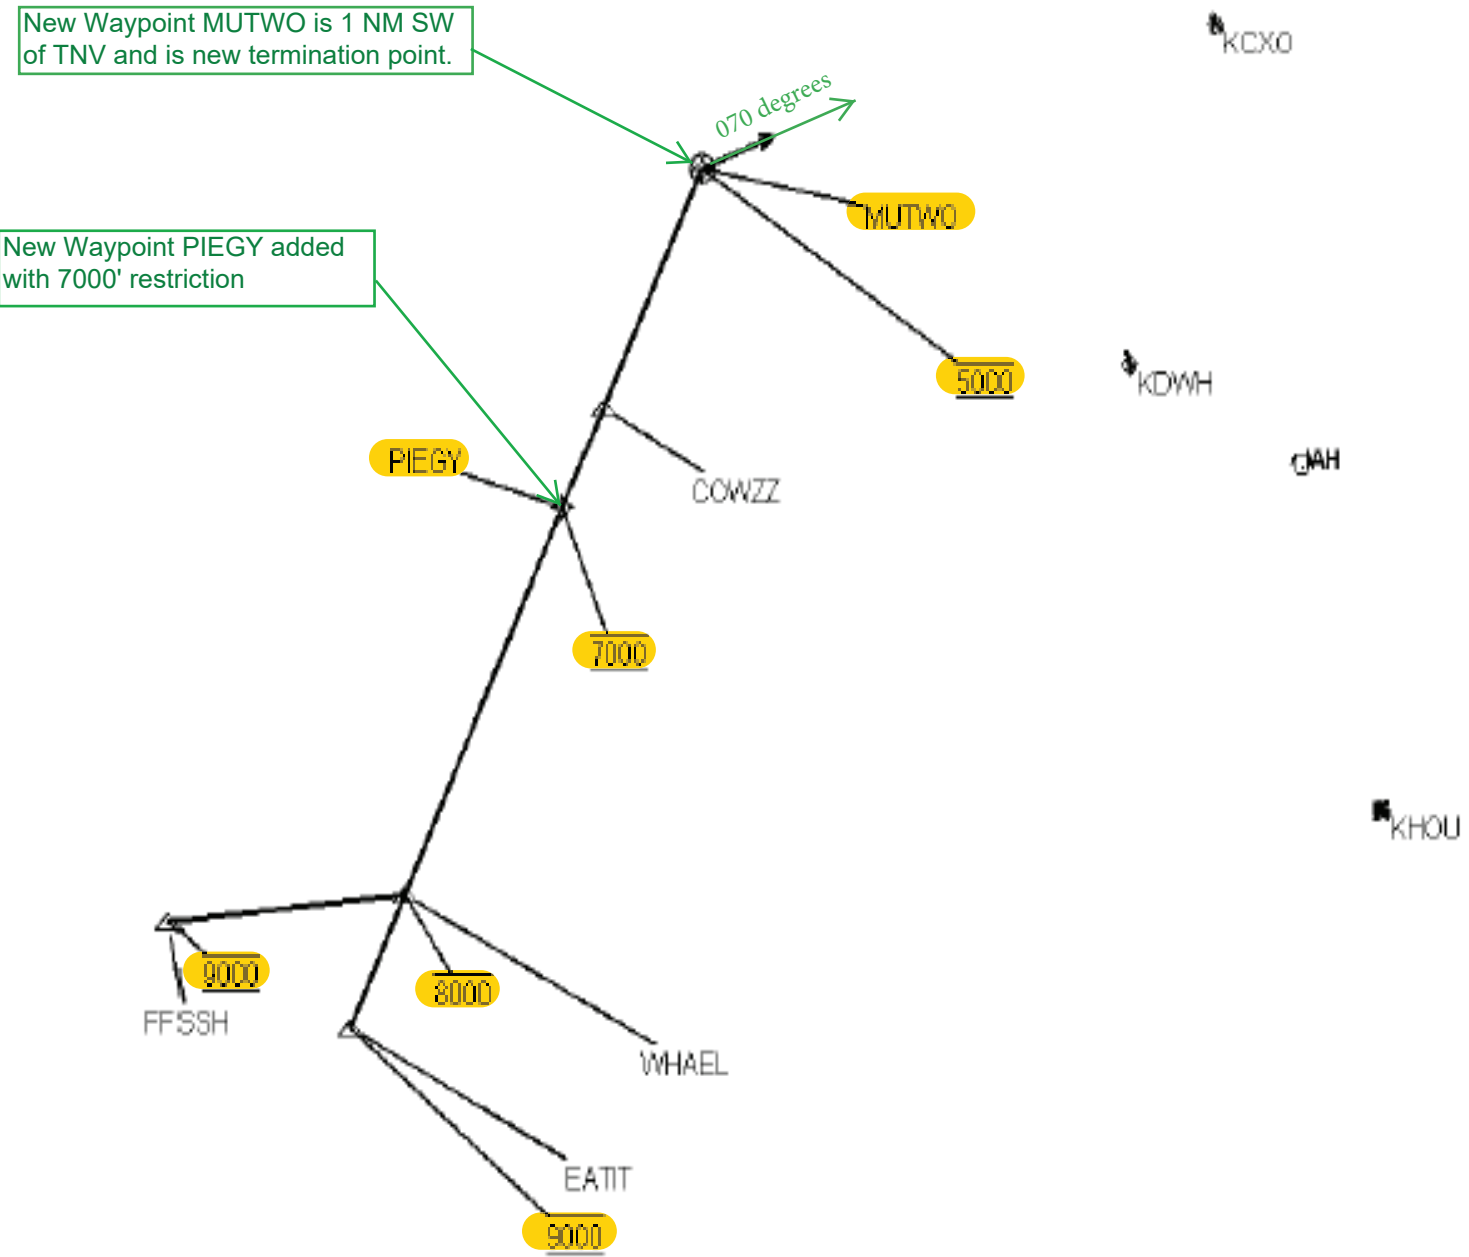 New Waypoint MUTWO is 1 NM SW
of TNV and is new termination point.
KCXO
070 degrees
MUTWO
New Waypoint PIEGY added
with 7000' restriction
5000
KDWH
PIEGY
COWZZ
IAH
7000
KHOU
9000
8000
FFSSH
WHAEL
EATIT
9000